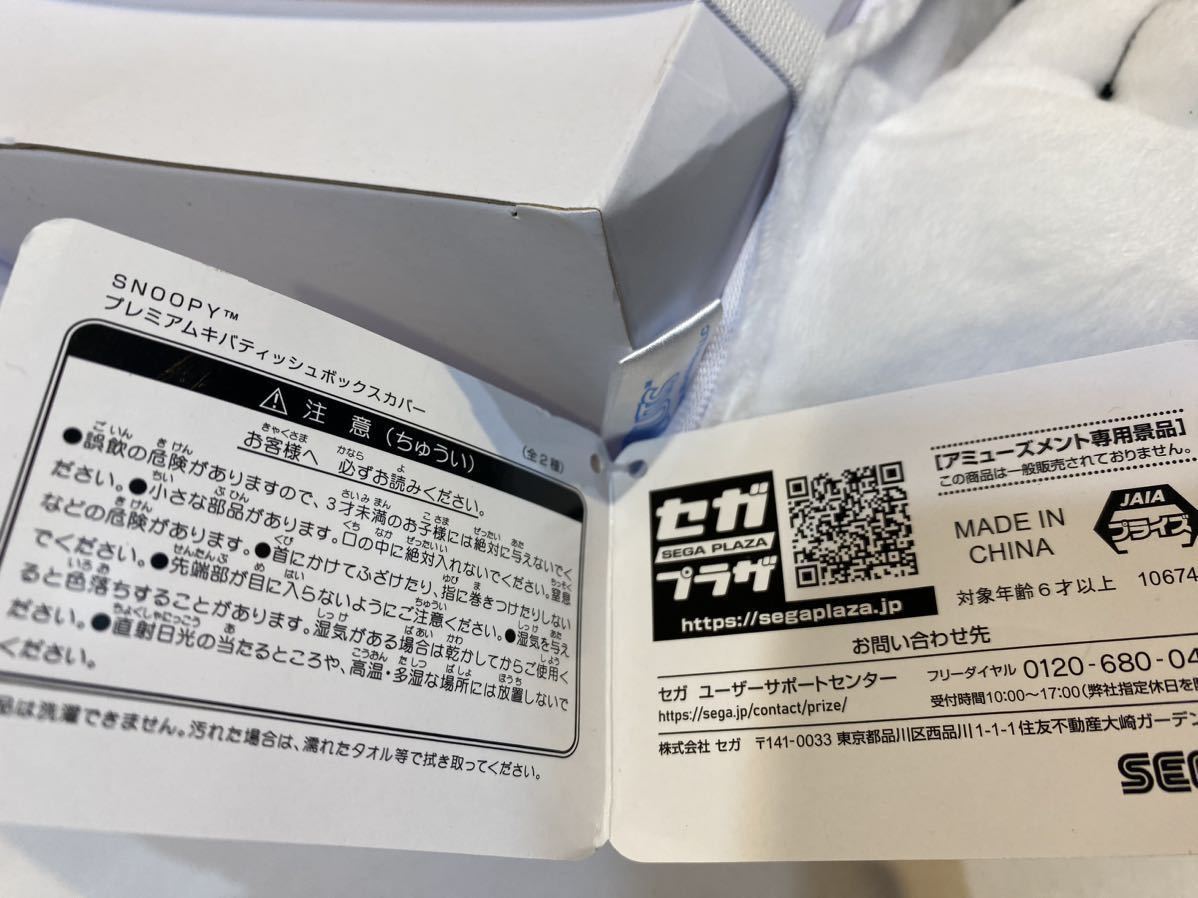 SNOOPY™
プレミアムキバティッシュボックスカバー
(全2種)
⚠ 注 意 (ちゅうい)
お客様へ 必ずお読みください。
●誤飲の危険がありますので、3才未満のお子様には絶対に与えないでく
ださい。●小さな部品があります。口の中に絶対入れないでください。窒息
などの危険があります。●首にかけてふざけたり、指に巻きつけたりしない
でください。●先端部が目に入らないようにご注意ください。●湿気を与え
ると色落ちすることがあります。湿気がある場合は乾かしてからご使用く
ださい。●直射日光の当たるところや、高温・多湿な場所には放置しないで
ください。
品は洗濯できません。汚れた場合は、濡れたタオル等で拭き取ってください。
セガ
SEGA PLAZA
プラザ
https://segaplaza.jp
[アミューズメント専用景品]
この商品は一般販売されておりません。
MADE IN
CHINA
JAIA
プライズ
対象年齢6才以上 10674
お問い合わせ先
セガ ユーザーサポートセンター
https://sega.jp/contact/prize/
フリーダイヤル 0120-680-04
受付時間10:00～17:00(弊社指定休日を
株式会社 セガ 〒141-0033 東京都品川区西品川1-1-1住友不動産大崎ガーデン
SEG